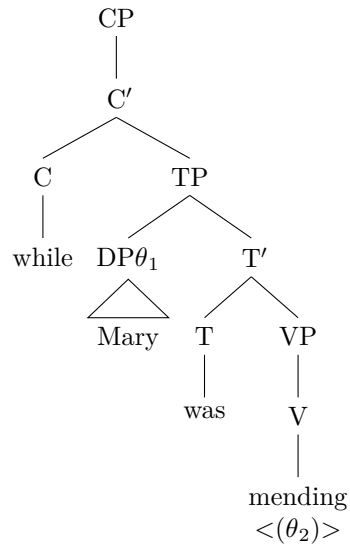 CP
C′
C TP
while DPθ₁ T′
Mary T VP
was V
mending
<(θ₂)>